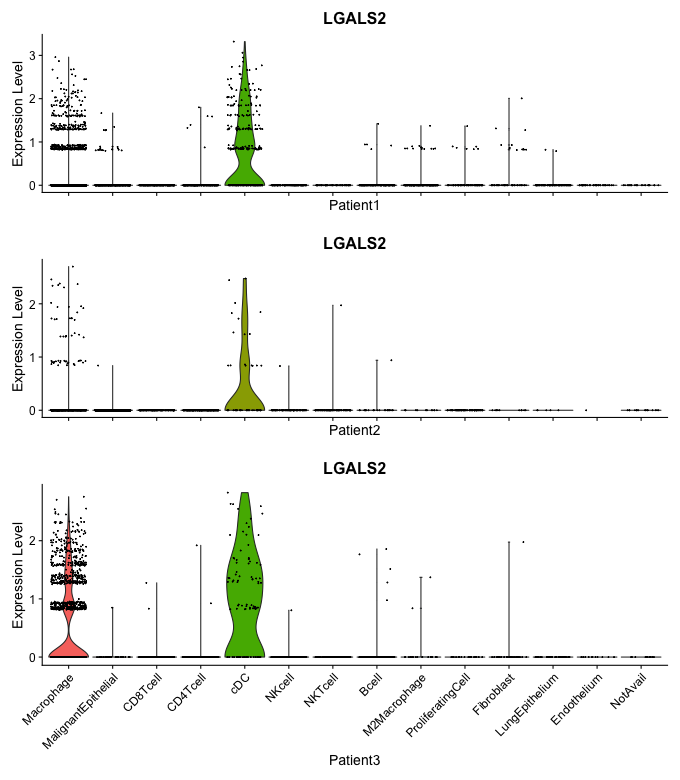 LGALS2
Expression Level
3
2
1
0
Patient1
LGALS2
Expression Level
2
1
0
Patient2
LGALS2
Expression Level
2
1
0
Macrophage
MalignantEpithelial
CD8Tcell
CD4Tcell
cDC
NKcell
NKTcell
Bcell
M2Macrophage
ProliferatingCell
Fibroblast
LungEpithelium
Endothelium
NotAvail
Patient3